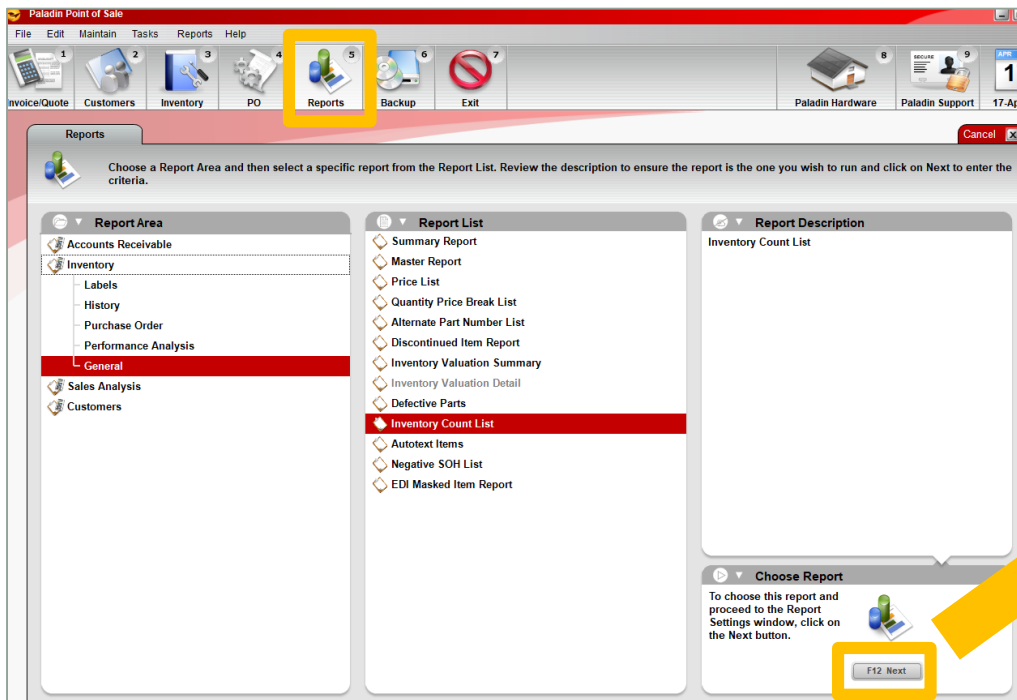 Paladin Point of Sale
File Edit Maintain Tasks Reports Help
1 2 3 4 5 6 7 8 SECURE 9 APR
nvoice/Quote Customers Inventory PO Reports Backup Exit Paladin Hardware Paladin Support 17-Ap
Reports
Cancel X
Choose a Report Area and then select a specific report from the Report List. Review the description to ensure the report is the one you wish to run and click on Next to enter the
criteria.
Report Area
Accounts Receivable
Inventory
Labels
History
Purchase Order
Performance Analysis
General
Sales Analysis
Customers
Report List
Summary Report
Master Report
Price List
Quantity Price Break List
Alternate Part Number List
Discontinued Item Report
Inventory Valuation Summary
Inventory Valuation Detail
Defective Parts
Inventory Count List
Autotext Items
Negative SOH List
EDI Masked Item Report
Report Description
Inventory Count List
Choose Report
To choose this report and
proceed to the Report
Settings window, click on
the Next button.
F12 Next